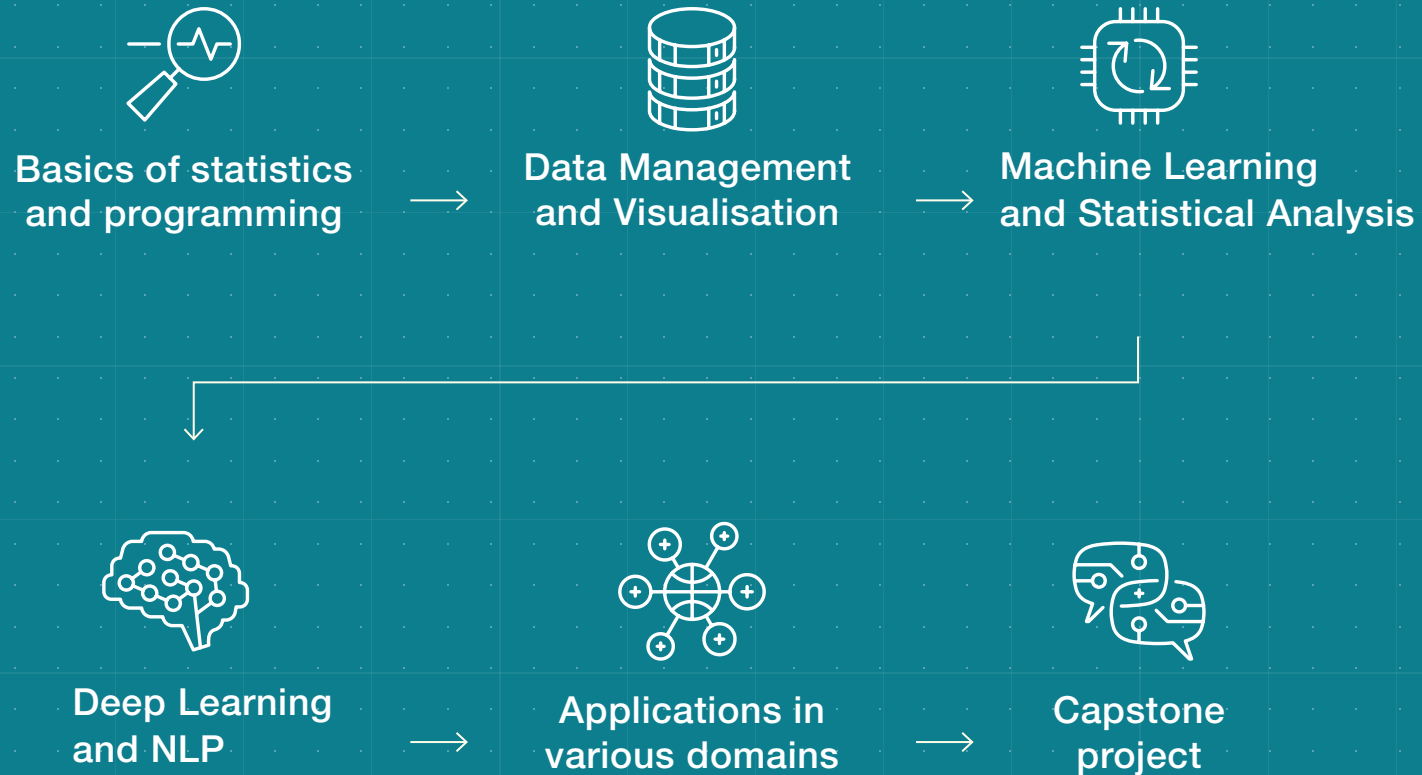 Basics of statistics
and programming
Data Management
and Visualisation
Machine Learning
and Statistical Analysis
Deep Learning
and NLP
Applications in
various domains
Capstone
project